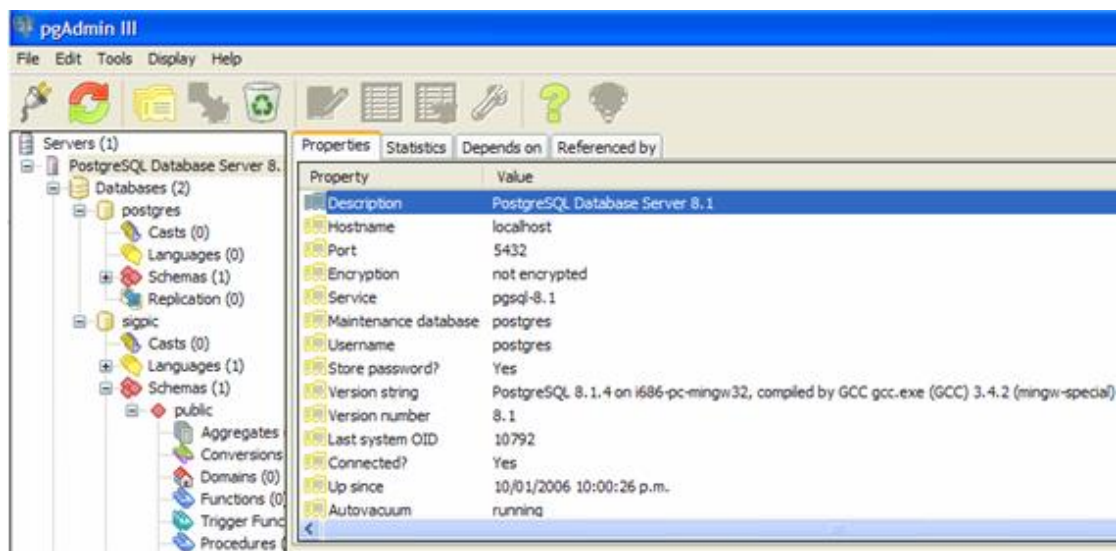 pgAdmin III
File Edit Tools Display Help
Servers (1)
PostgreSQL Database Server 8.
Databases (2)
postgres
Casts (0)
Languages (0)
Schemas (1)
Replication (0)
sigpic
Casts (0)
Languages (1)
Schemas (1)
public
Aggregates
Conversions
Domains (0)
Functions (0
Trigger Func
Procedures (
Properties Statistics Depends on Referenced by
Property Value
Description PostgreSQL Database Server 8.1
Hostname localhost
Port 5432
Encryption not encrypted
Service pgsql-8.1
Maintenance database postgres
Username postgres
Store password? Yes
Version string PostgreSQL 8.1.4 on i686-pc-mingw32, compiled by GCC gcc.exe (GCC) 3.4.2 (mingw-special)
Version number 8.1
Last system OID 10792
Connected? Yes
Up since 10/01/2006 10:00:26 p.m.
Autovacuum running